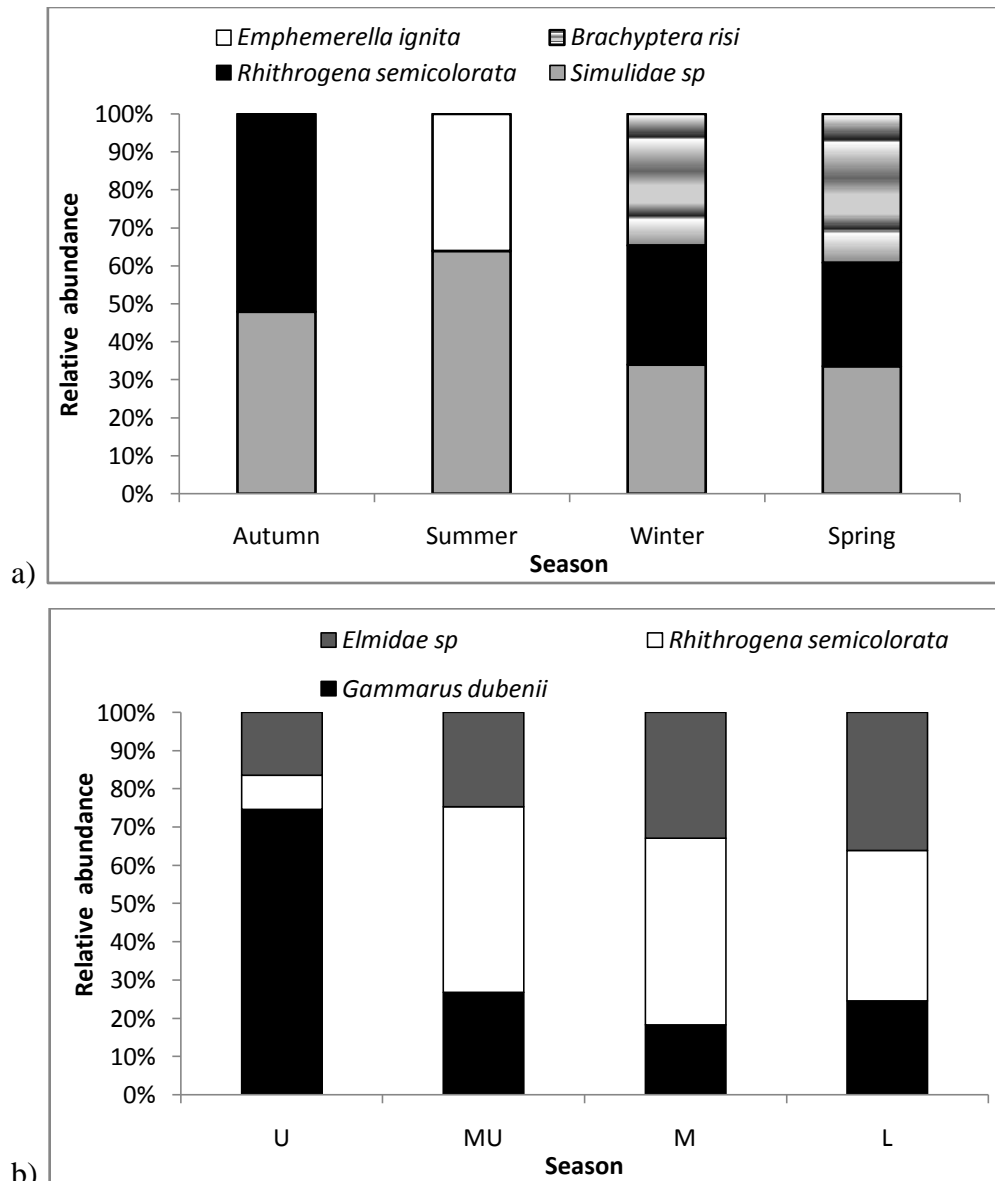 Emphemerella ignita Brachyptera risi
Rhithrogena semicolorata Simulidae sp
100%
90%
80%
70%
60%
50%
40%
30%
20%
10%
0%
Relative abundance
Autumn Summer Winter Spring
Season
a)
Elmidae sp Rhithrogena semicolorata
Gammarus dubenii
100%
90%
80%
70%
60%
50%
40%
30%
20%
10%
0%
Relative abundance
U MU M L
Season
b)